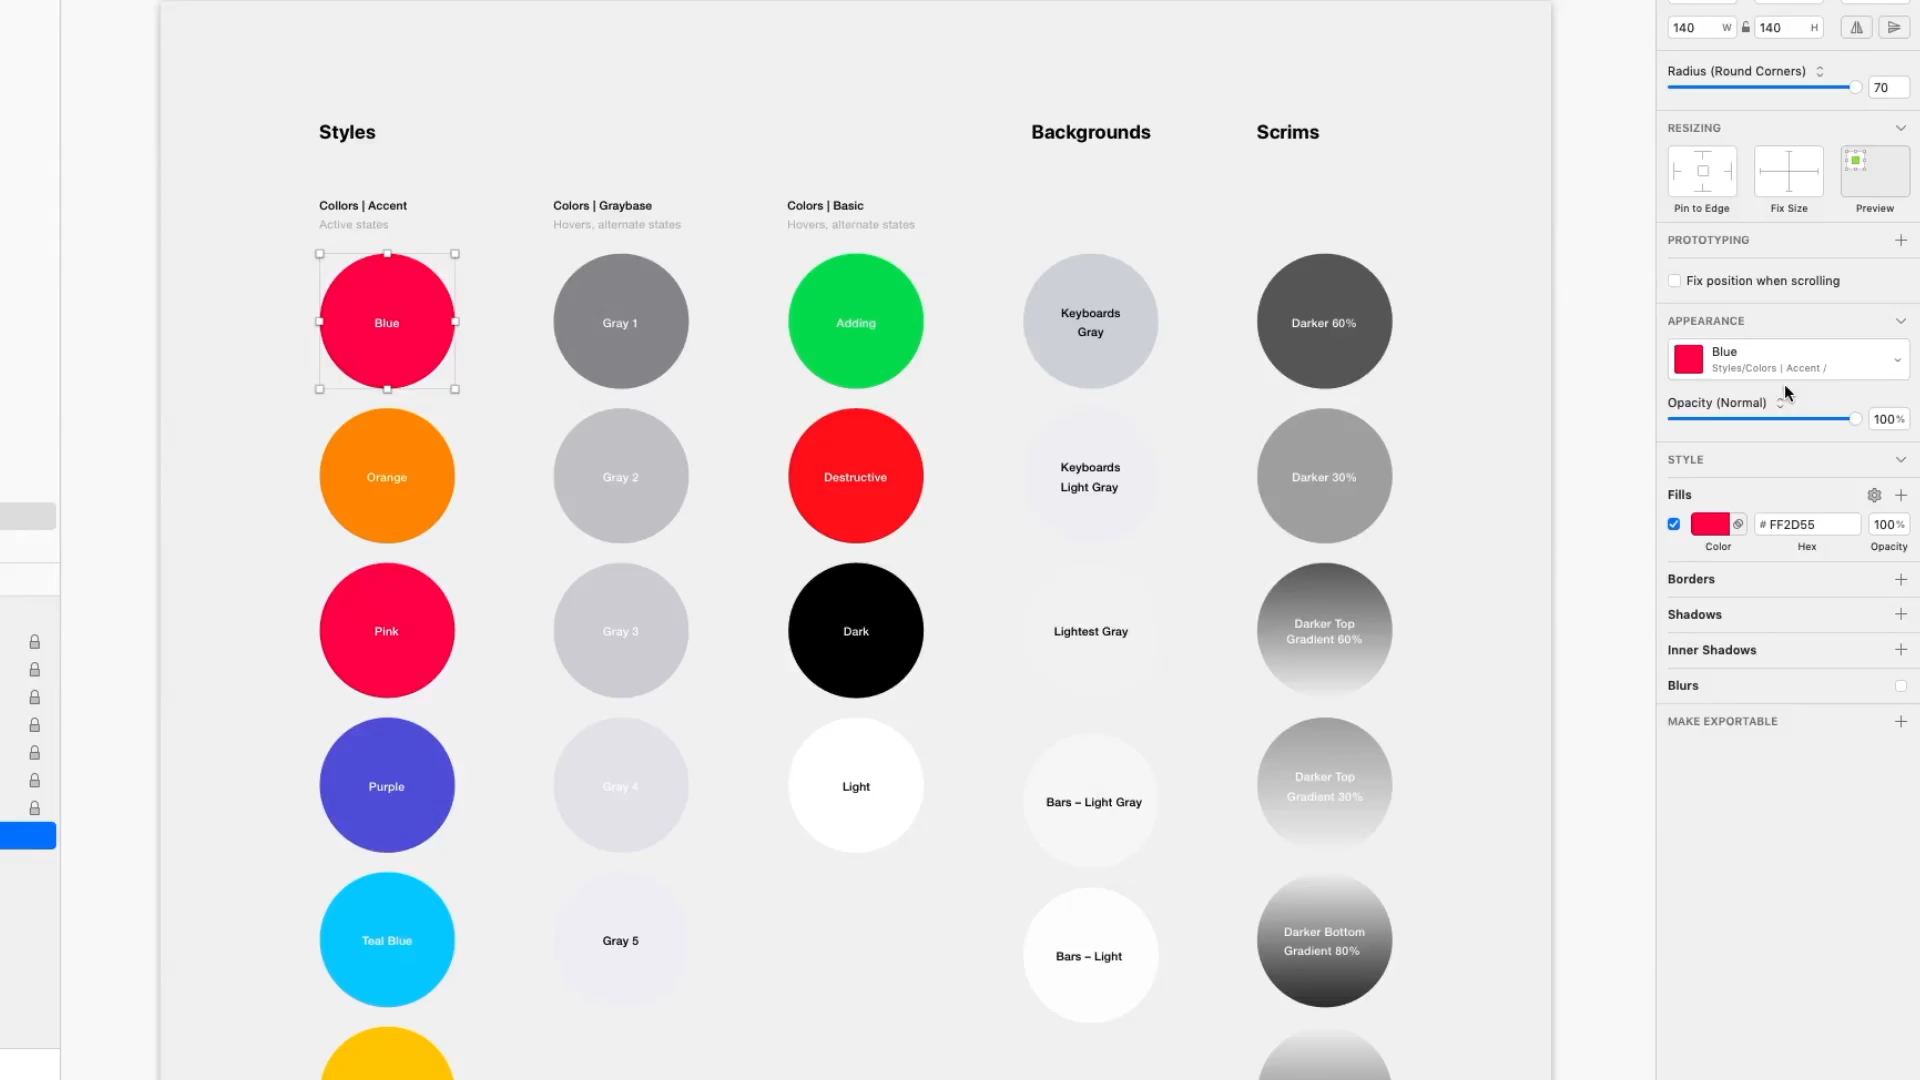 140 W
140 H
Radius (Round Corners)
70
RESIZING
Pin to Edge
Fix Size
Preview
PROTOTYPING
Fix position when scrolling
APPEARANCE
Blue
Styles/Colors | Accent /
Opacity (Normal)
100%
STYLE
Fills
# FF2D55
100%
Color
Hex
Opacity
Borders
Shadows
Inner Shadows
Blurs
MAKE EXPORTABLE
Styles
Backgrounds
Scrims
Collors | Accent
Active states
Colors | Graybase
Hovers, alternate states
Colors | Basic
Hovers, alternate states
Blue
Gray 1
Adding
Keyboards
Gray
Darker 60%
Orange
Gray 2
Destructive
Keyboards
Light Gray
Darker 30%
Pink
Gray 3
Dark
Lightest Gray
Darker Top
Gradient 60%
Purple
Gray 4
Light
Bars – Light Gray
Darker Top
Gradient 30%
Teal Blue
Gray 5
Bars – Light
Darker Bottom
Gradient 80%